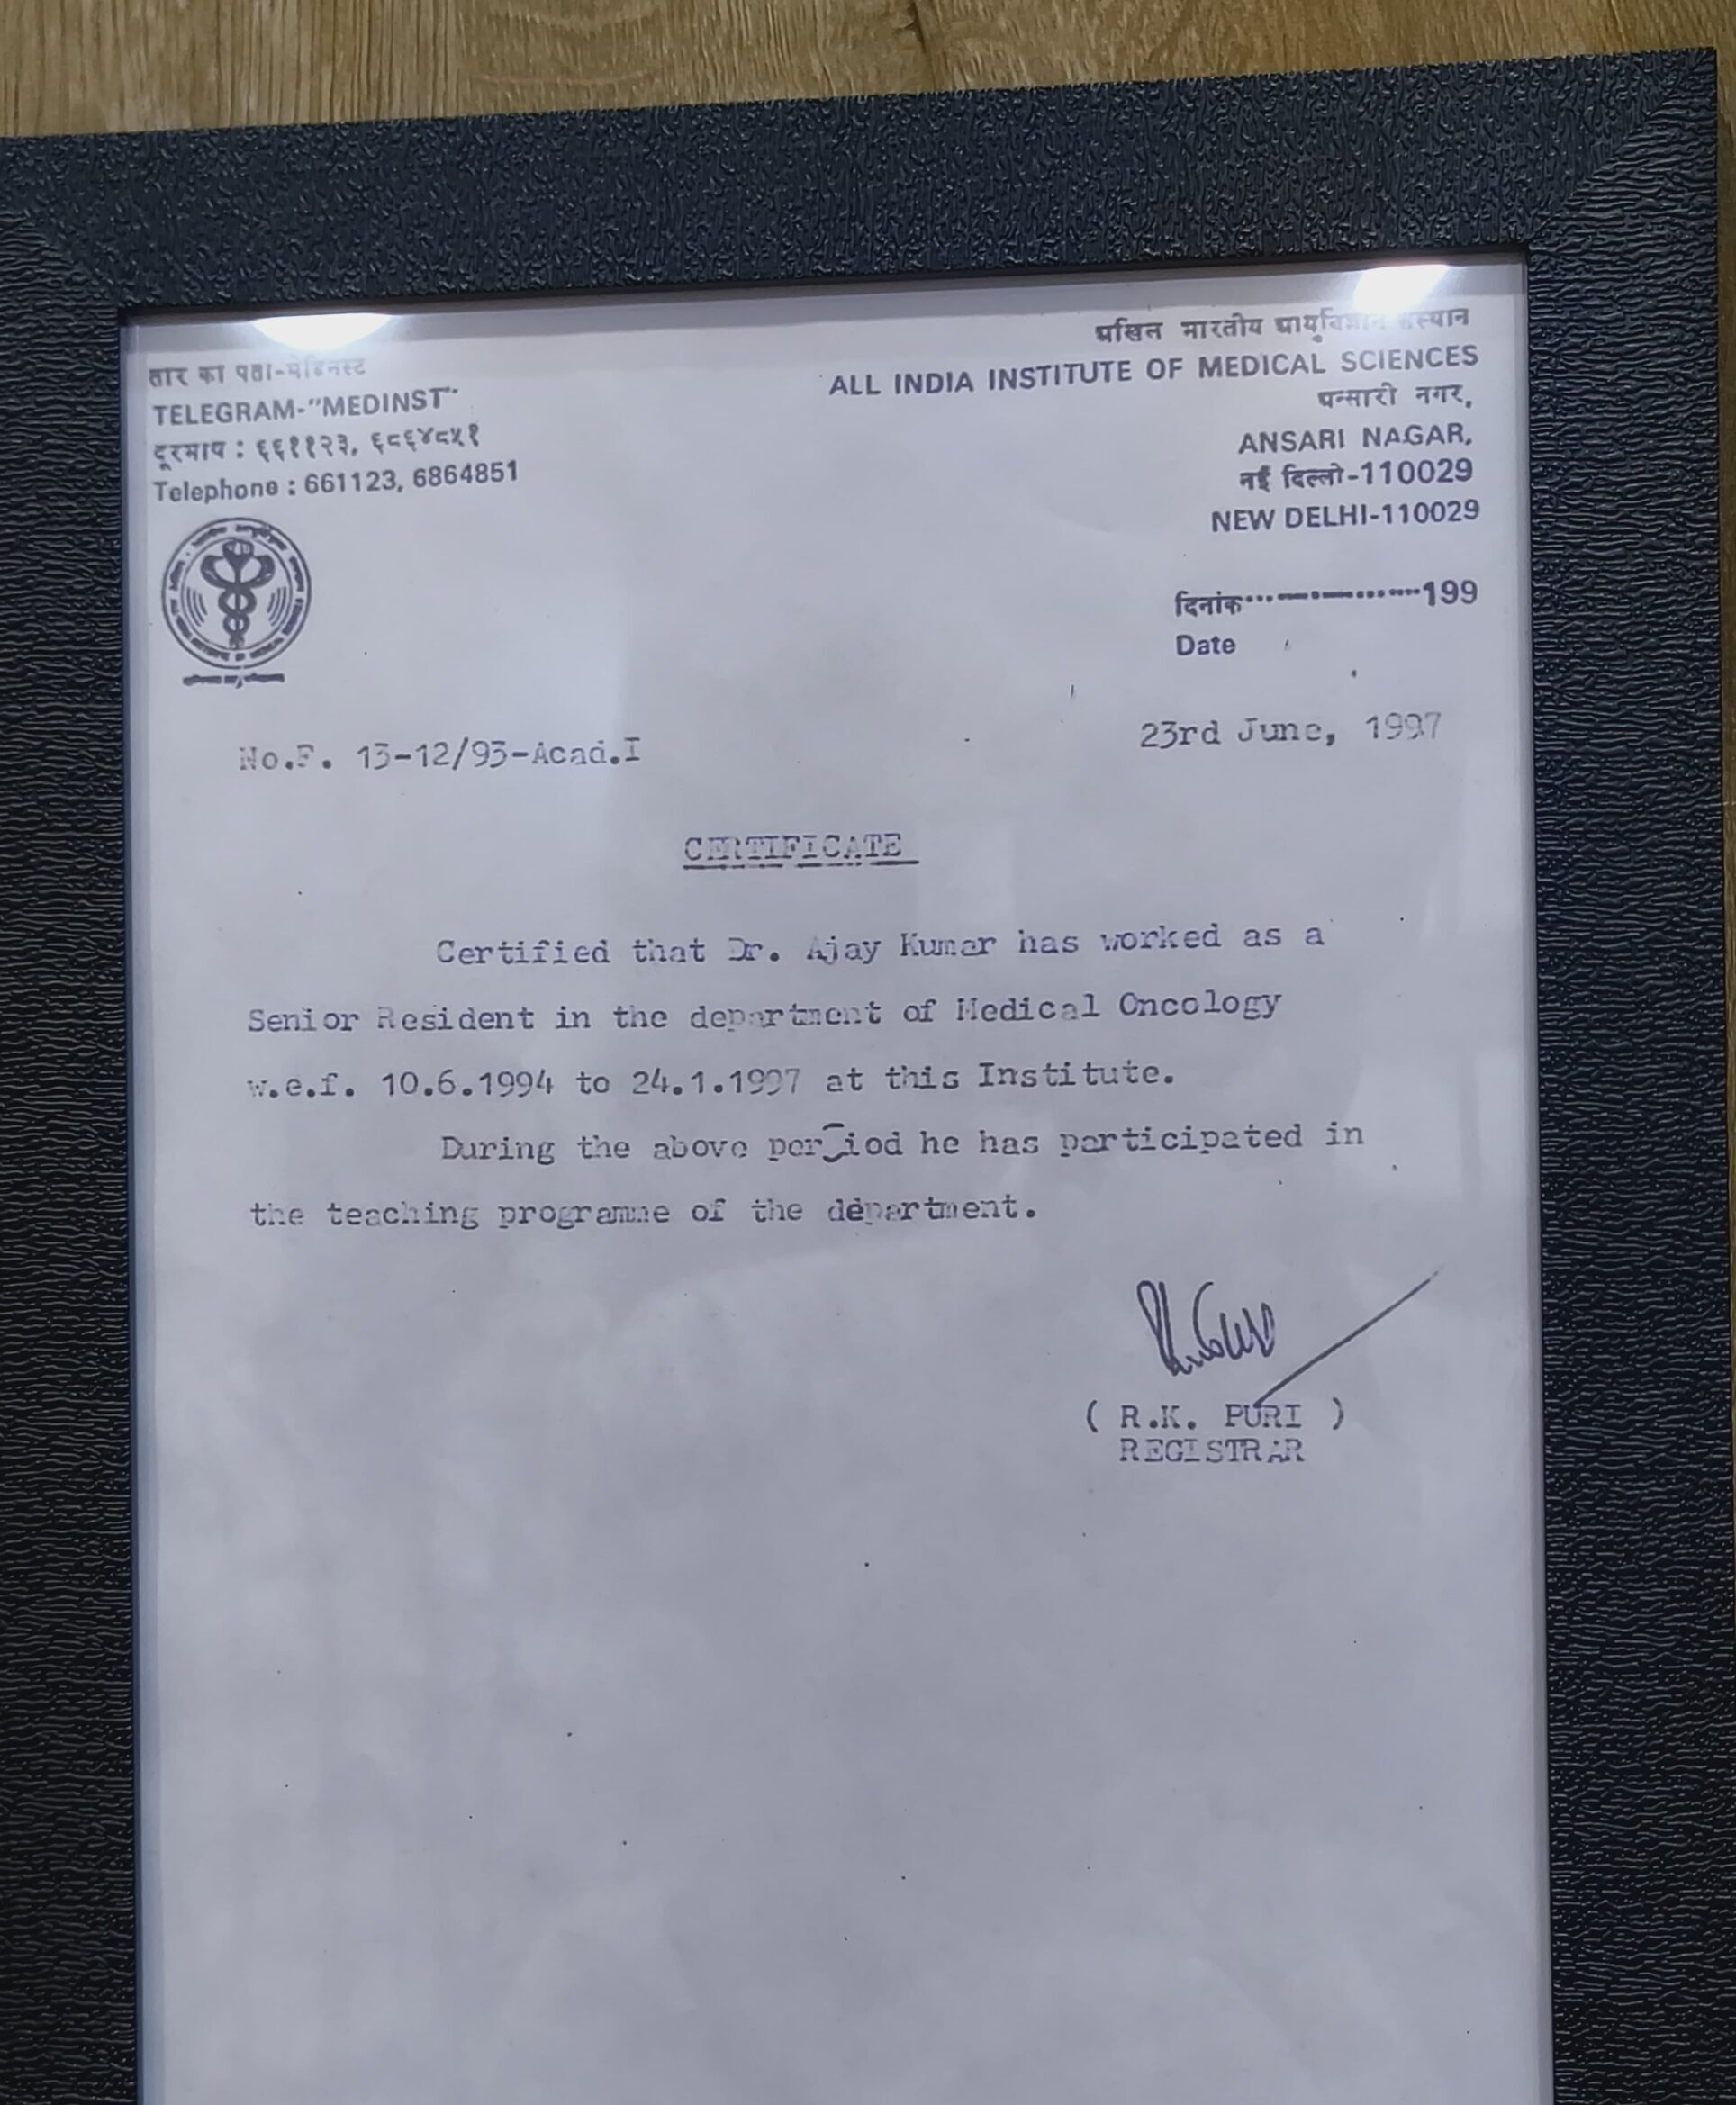 तार का पता-मेडिनस्ट
TELEGRAM-"MEDINST"
दूरभाष : ६६११२३, ६८६४८५१
Telephone : 661123, 6864851
अखिल भारतीय आयुर्विज्ञान संस्थान
ALL INDIA INSTITUTE OF MEDICAL SCIENCES
अन्सारी नगर,
ANSARI NAGAR,
नई दिल्ली-110029
NEW DELHI-110029
दिनांक..................199
Date
No.F. 13-12/93-Acad.I
23rd June, 1997
CERTIFICATE
Certified that Dr. Ajay Kumar has worked as a
Senior Resident in the department of Medical Oncology
w.e.f. 10.6.1994 to 24.1.1997 at this Institute.
During the above period he has participated in
the teaching programme of the department.
( R.K. PURI )
REGISTRAR